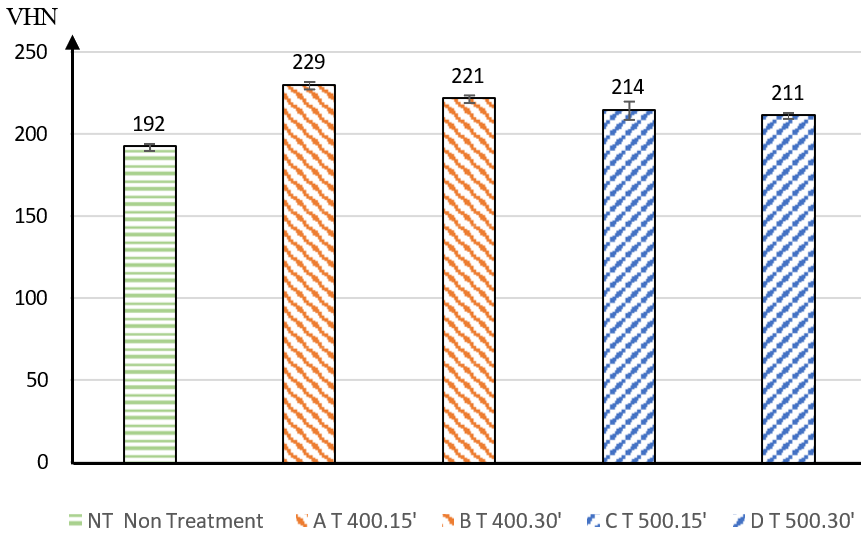 VHN
250
200
150
100
50
0
192
229
221
214
211
NT Non Treatment
A T 400.15'
B T 400.30'
C T 500.15'
D T 500.30'